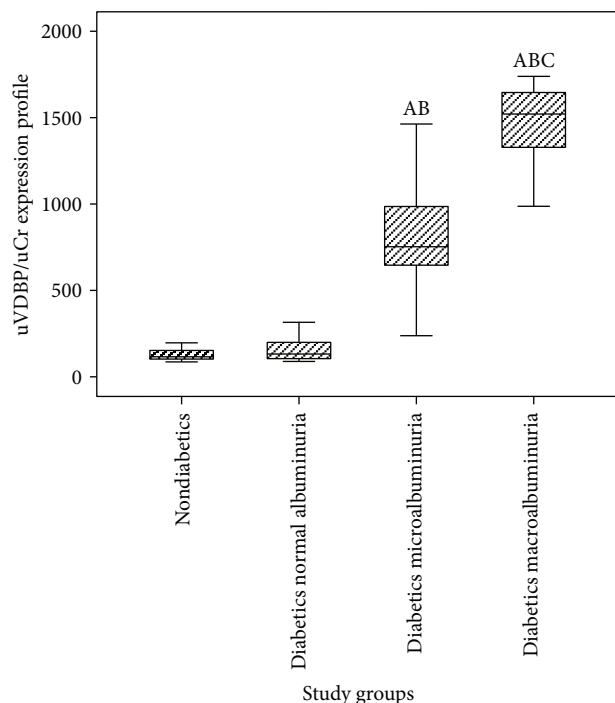 2000
1500
1000
500
0
uVDBP/uCr expression profile
AB
ABC
Nondiabetics
Diabetics normal albuminuria
Diabetics microalbuminuria
Diabetics macroalbuminuria
Study groups